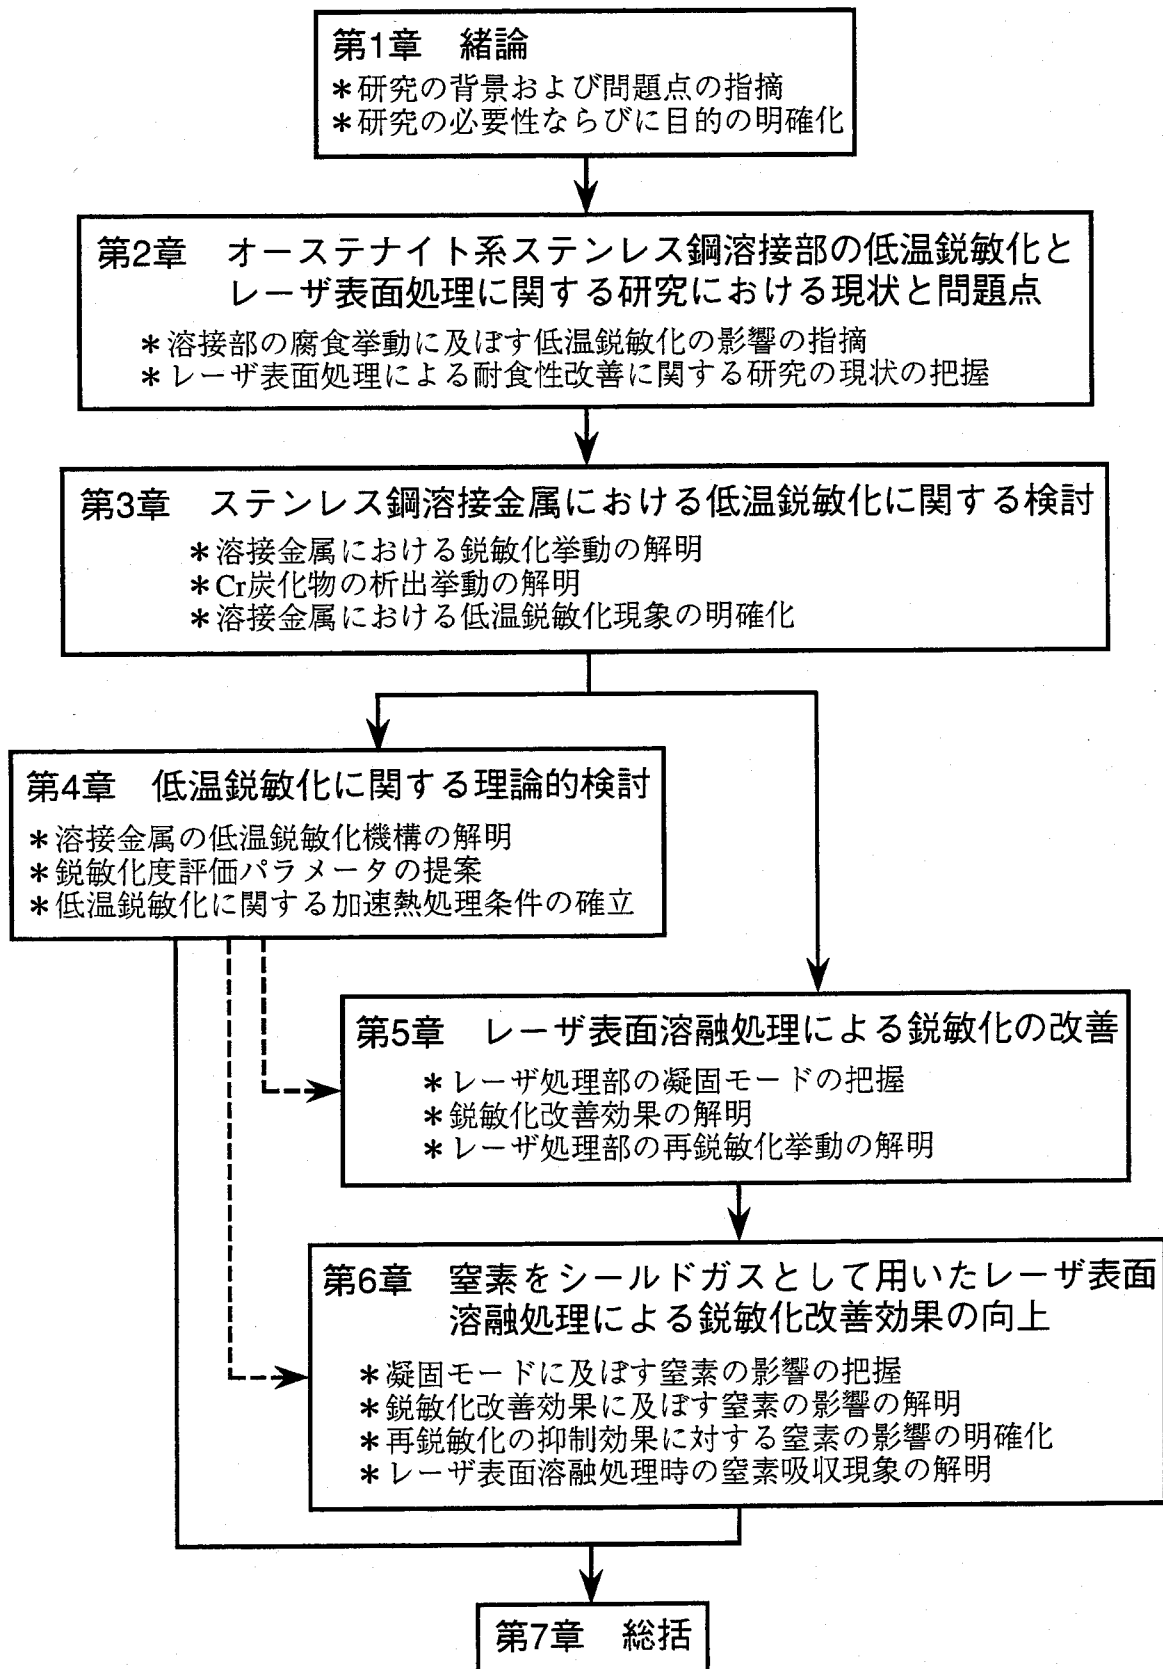 第1章 緒論
*研究の背景および問題点の指摘
*研究の必要性ならびに目的の明確化
第2章 オーステナイト系ステンレス鋼溶接部の低温鋭敏化と
レーザ表面処理に関する研究における現状と問題点
*溶接部の腐食挙動に及ぼす低温鋭敏化の影響の指摘
*レーザ表面処理による耐食性改善に関する研究の現状の把握
第3章 ステンレス鋼溶接金属における低温鋭敏化に関する検討
*溶接金属における鋭敏化挙動の解明
*Cr炭化物の析出挙動の解明
*溶接金属における低温鋭敏化現象の明確化
第4章 低温鋭敏化に関する理論的検討
*溶接金属の低温鋭敏化機構の解明
*鋭敏化度評価パラメータの提案
*低温鋭敏化に関する加速熱処理条件の確立
第5章 レーザ表面溶融処理による鋭敏化の改善
*レーザ処理部の凝固モードの把握
*鋭敏化改善効果の解明
*レーザ処理部の再鋭敏化挙動の解明
第6章 窒素をシールドガスとして用いたレーザ表面
溶融処理による鋭敏化改善効果の向上
*凝固モードに及ぼす窒素の影響の把握
*鋭敏化改善効果に及ぼす窒素の影響の解明
*再鋭敏化の抑制効果に対する窒素の影響の明確化
*レーザ表面溶融処理時の窒素吸収現象の解明
第7章 総括